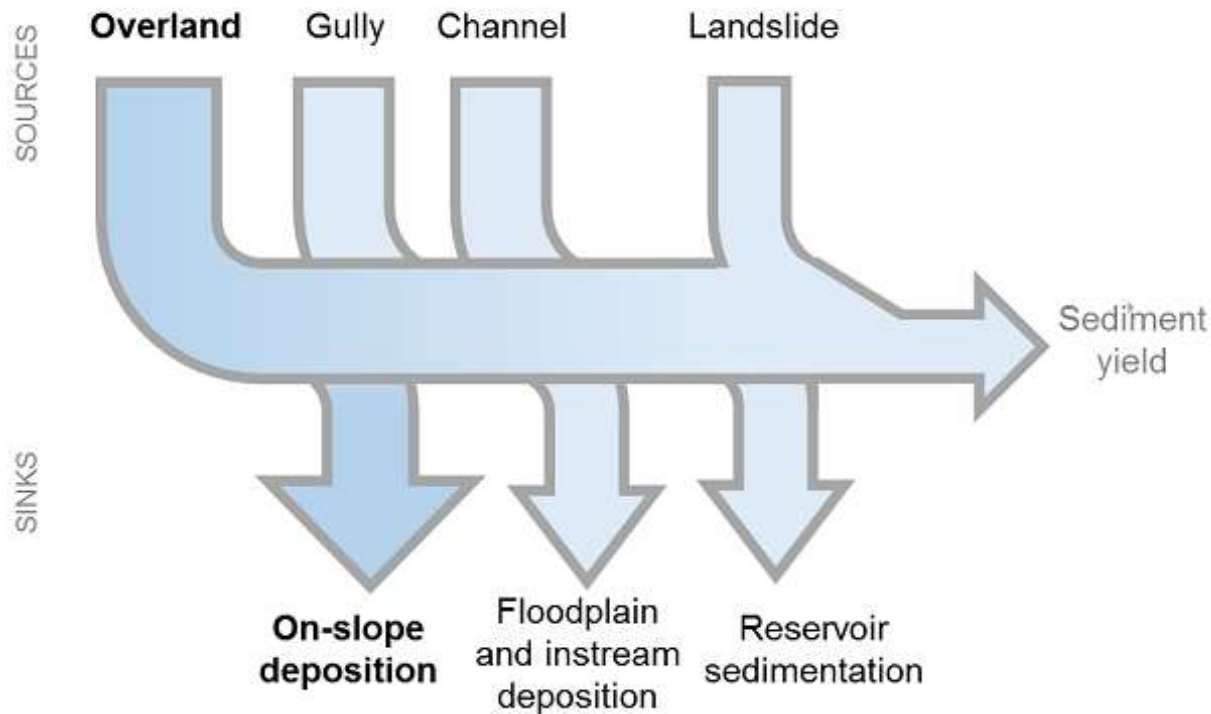 SOURCES
Overland
Gully
Channel
Landslide
Sediment
yield
SINKS
On-slope
deposition
Floodplain
and instream
deposition
Reservoir
sedimentation